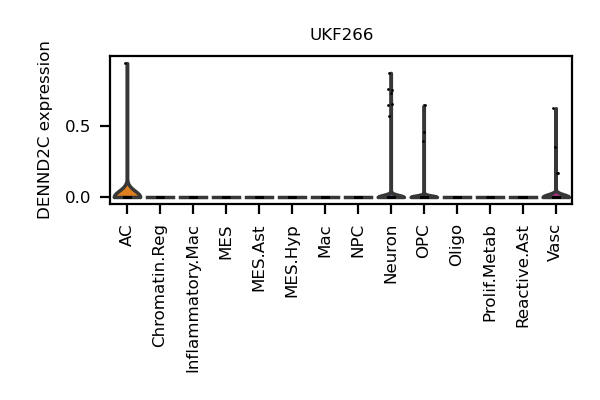 UKF266
DENND2C expression
0.5
0.0
AC
Chromatin.Reg
Inflammatory.Mac
MES
MES.Ast
MES.Hyp
Mac
NPC
Neuron
OPC
Oligo
Prolif.Metab
Reactive.Ast
Vasc